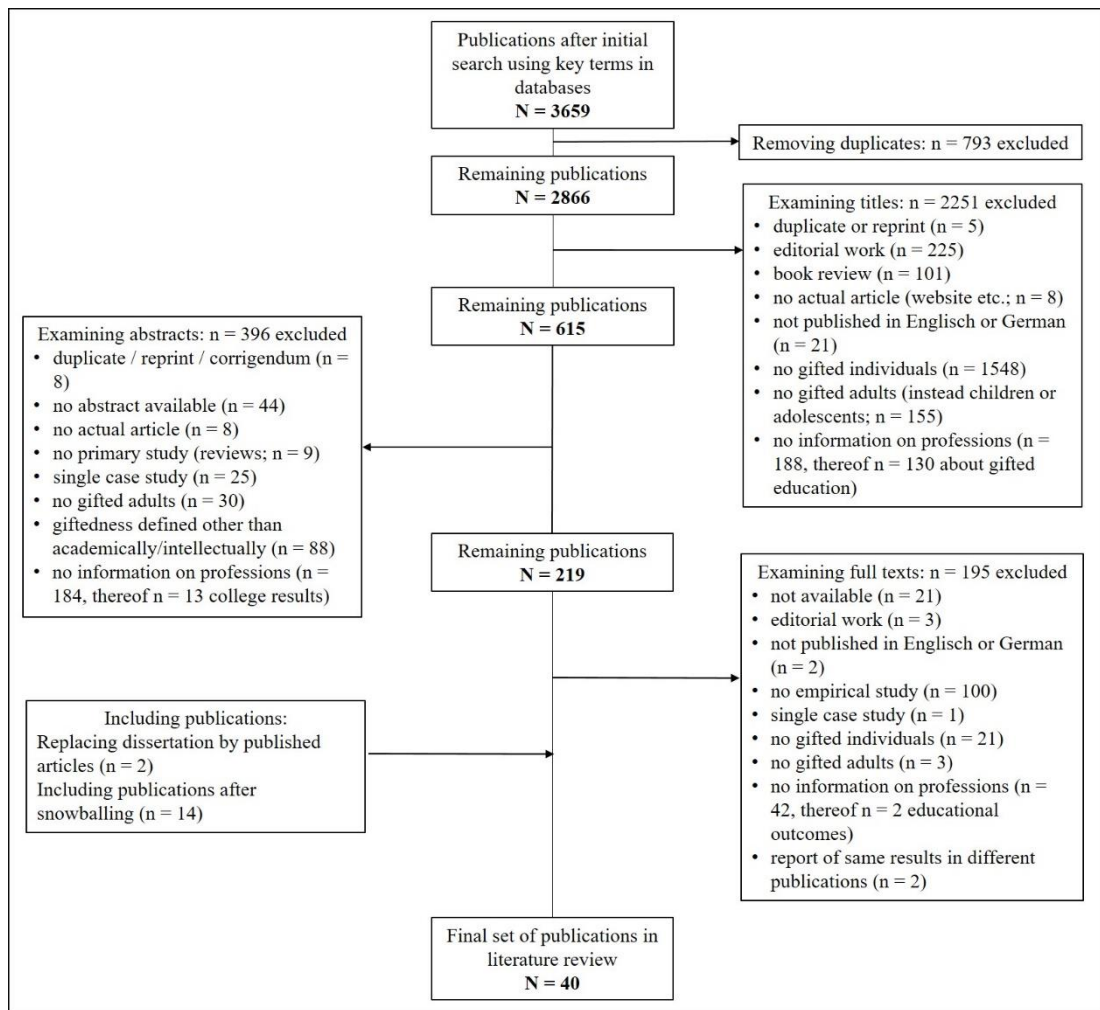 Publications after initial
search using key terms in
databases
N = 3659
Removing duplicates: n = 793 excluded
Remaining publications
N = 2866
Examining titles: n = 2251 excluded
• duplicate or reprint (n = 5)
• editorial work (n = 225)
• book review (n = 101)
• no actual article (website etc.; n = 8)
• not published in Englisch or German
(n = 21)
• no gifted individuals (n = 1548)
• no gifted adults (instead children or
adolescents; n = 155)
• no information on professions (n =
188, thereof n = 130 about gifted
education)
Remaining publications
N = 615
Examining abstracts: n = 396 excluded
• duplicate / reprint / corrigendum (n =
8)
• no abstract available (n = 44)
• no actual article (n = 8)
• no primary study (reviews; n = 9)
• single case study (n = 25)
• no gifted adults (n = 30)
• giftedness defined other than
academically/intellectually (n = 88)
• no information on professions (n =
184, thereof n = 13 college results)
Remaining publications
N = 219
Examining full texts: n = 195 excluded
• not available (n = 21)
• editorial work (n = 3)
• not published in Englisch or German
(n = 2)
• no empirical study (n = 100)
• single case study (n = 1)
• no gifted individuals (n = 21)
• no gifted adults (n = 3)
• no information on professions (n =
42, thereof n = 2 educational
outcomes)
• report of same results in different
publications (n = 2)
Including publications:
Replacing dissertation by published
articles (n = 2)
Including publications after
snowballing (n = 14)
Final set of publications in
literature review
N = 40